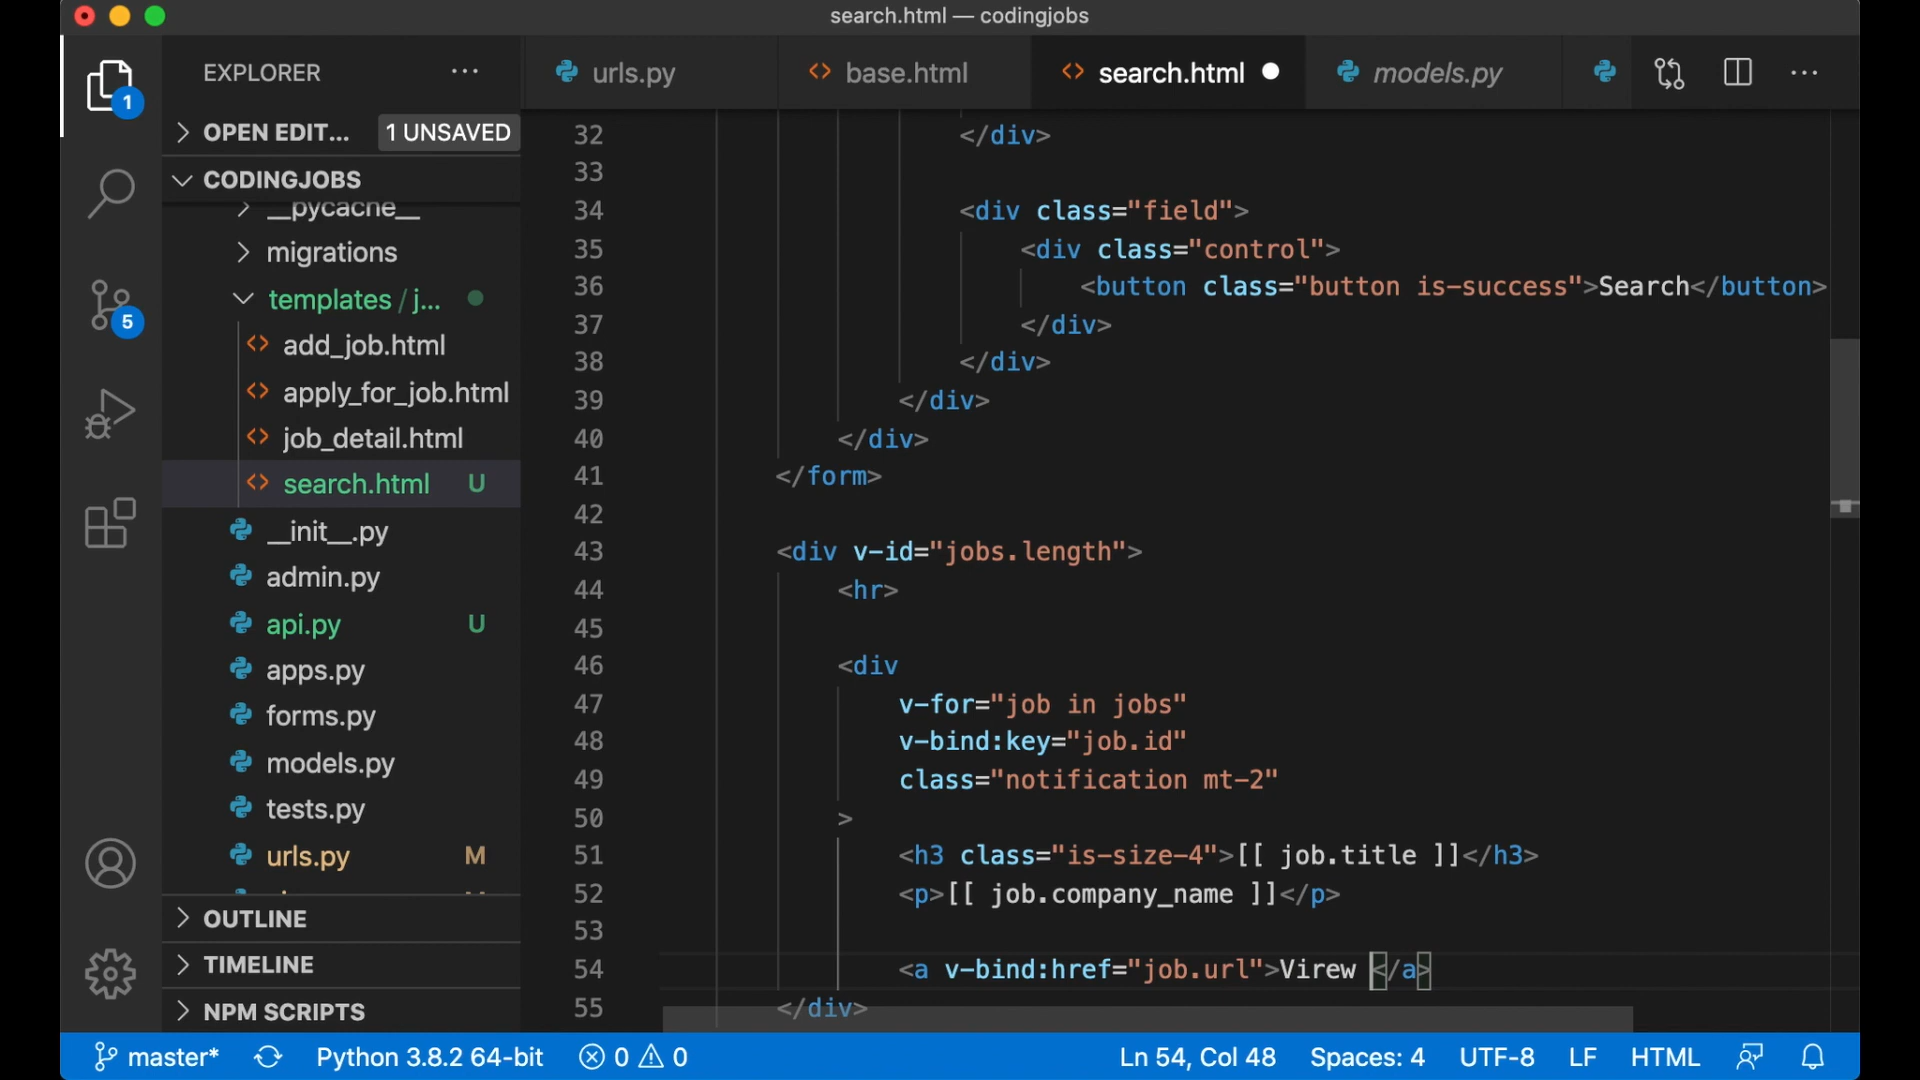 search.html — codingjobs
EXPLORER
urls.py
base.html
search.html
models.py
1
OPEN EDIT...
1 UNSAVED
CODINGJOBS
__pycache__
migrations
templates / j...
add_job.html
apply_for_job.html
job_detail.html
search.html U
__init__.py
admin.py
api.py U
apps.py
forms.py
models.py
tests.py
urls.py M
OUTLINE
TIMELINE
NPM SCRIPTS
5
32 </div>
33
34 <div class="field">
35 <div class="control">
36 <button class="button is-success">Search</button>
37 </div>
38 </div>
39 </div>
40 </div>
41 </form>
42
43 <div v-id="jobs.length">
44 <hr>
45
46 <div
47 v-for="job in jobs"
48 v-bind:key="job.id"
49 class="notification mt-2"
50 >
51 <h3 class="is-size-4">[[ job.title ]]</h3>
52 <p>[[ job.company_name ]]</p>
53
54 <a v-bind:href="job.url">Virew </a>
55 </div>
master*
Python 3.8.2 64-bit
0
0
Ln 54, Col 48
Spaces: 4
UTF-8
LF
HTML